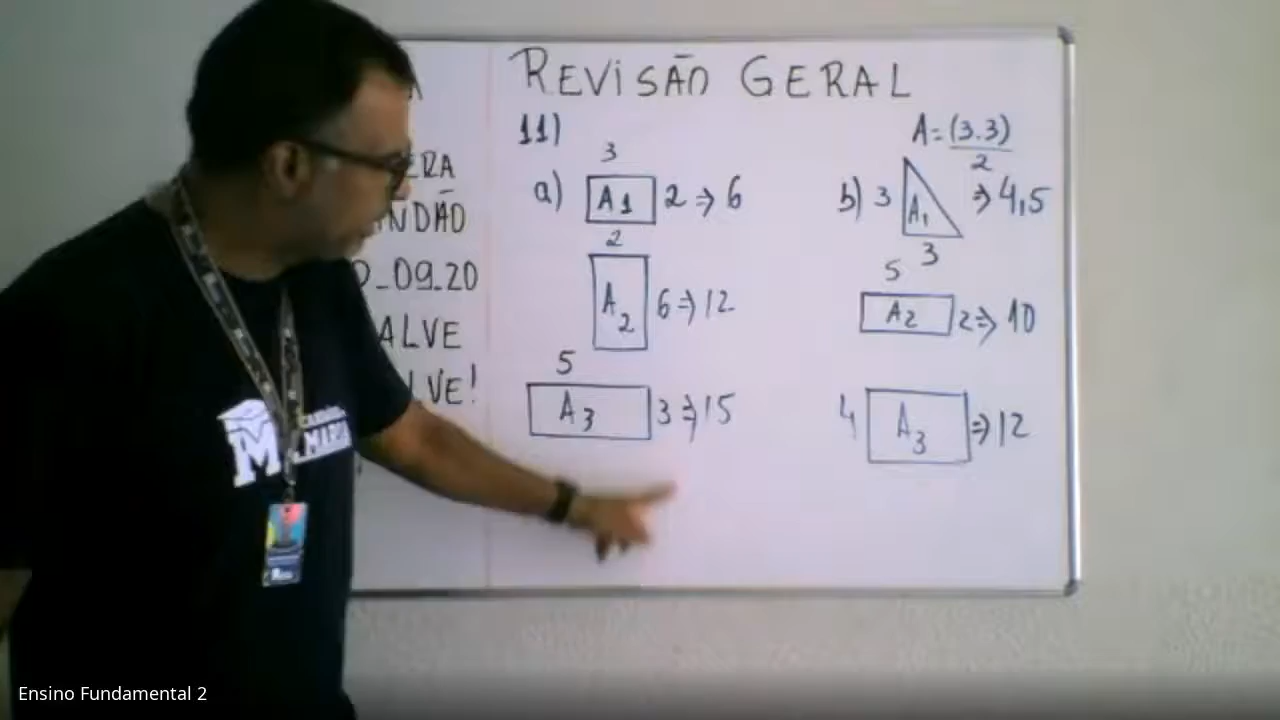 REVISÃO GERAL
11)
a) 3
A1 2 ⇒ 6
2
A2 6 ⇒ 12
5
A3 3 ⇒ 15
A = (3.3)
2
b) 3 A1 ⇒ 4,5
3
5
A2 2 ⇒ 10
4 A3 ⇒ 12
ERA
NDÃO
_09.20
ALVE
LVE!
M
Ensino Fundamental 2